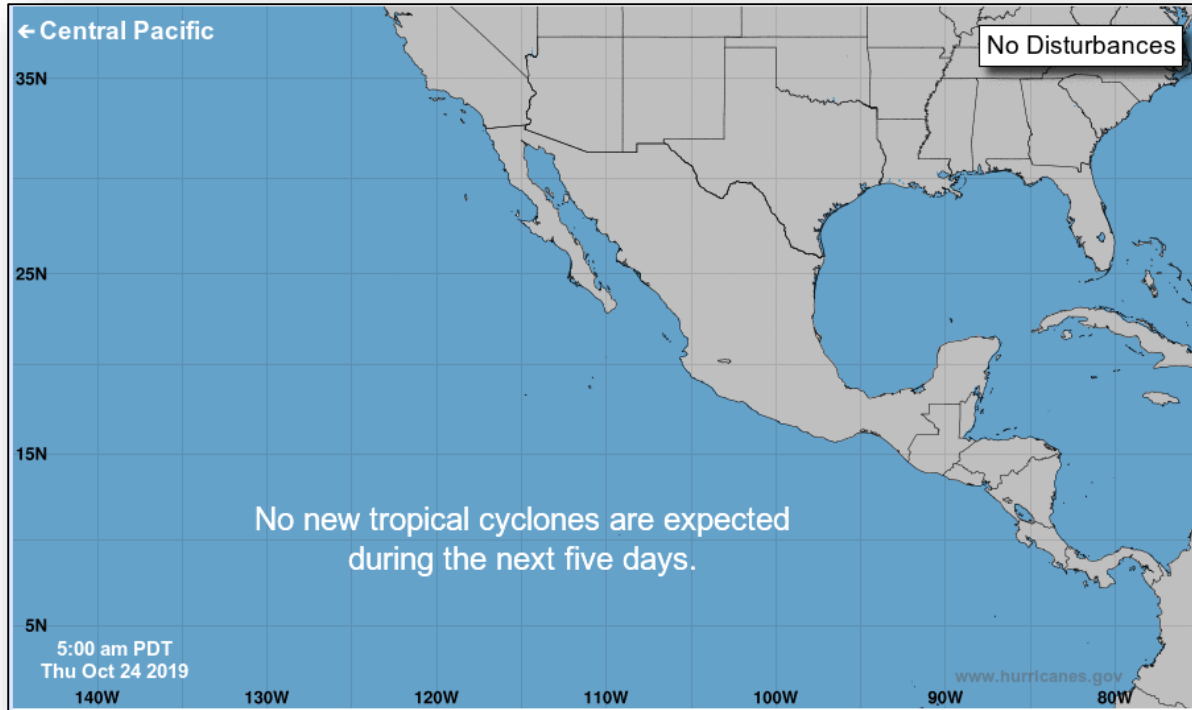 ← Central Pacific
No Disturbances
35N
25N
15N
No new tropical cyclones are expected
during the next five days.
5N
5:00 am PDT
Thu Oct 24 2019
www.hurricanes.gov
140W 130W 120W 110W 100W 90W 80W